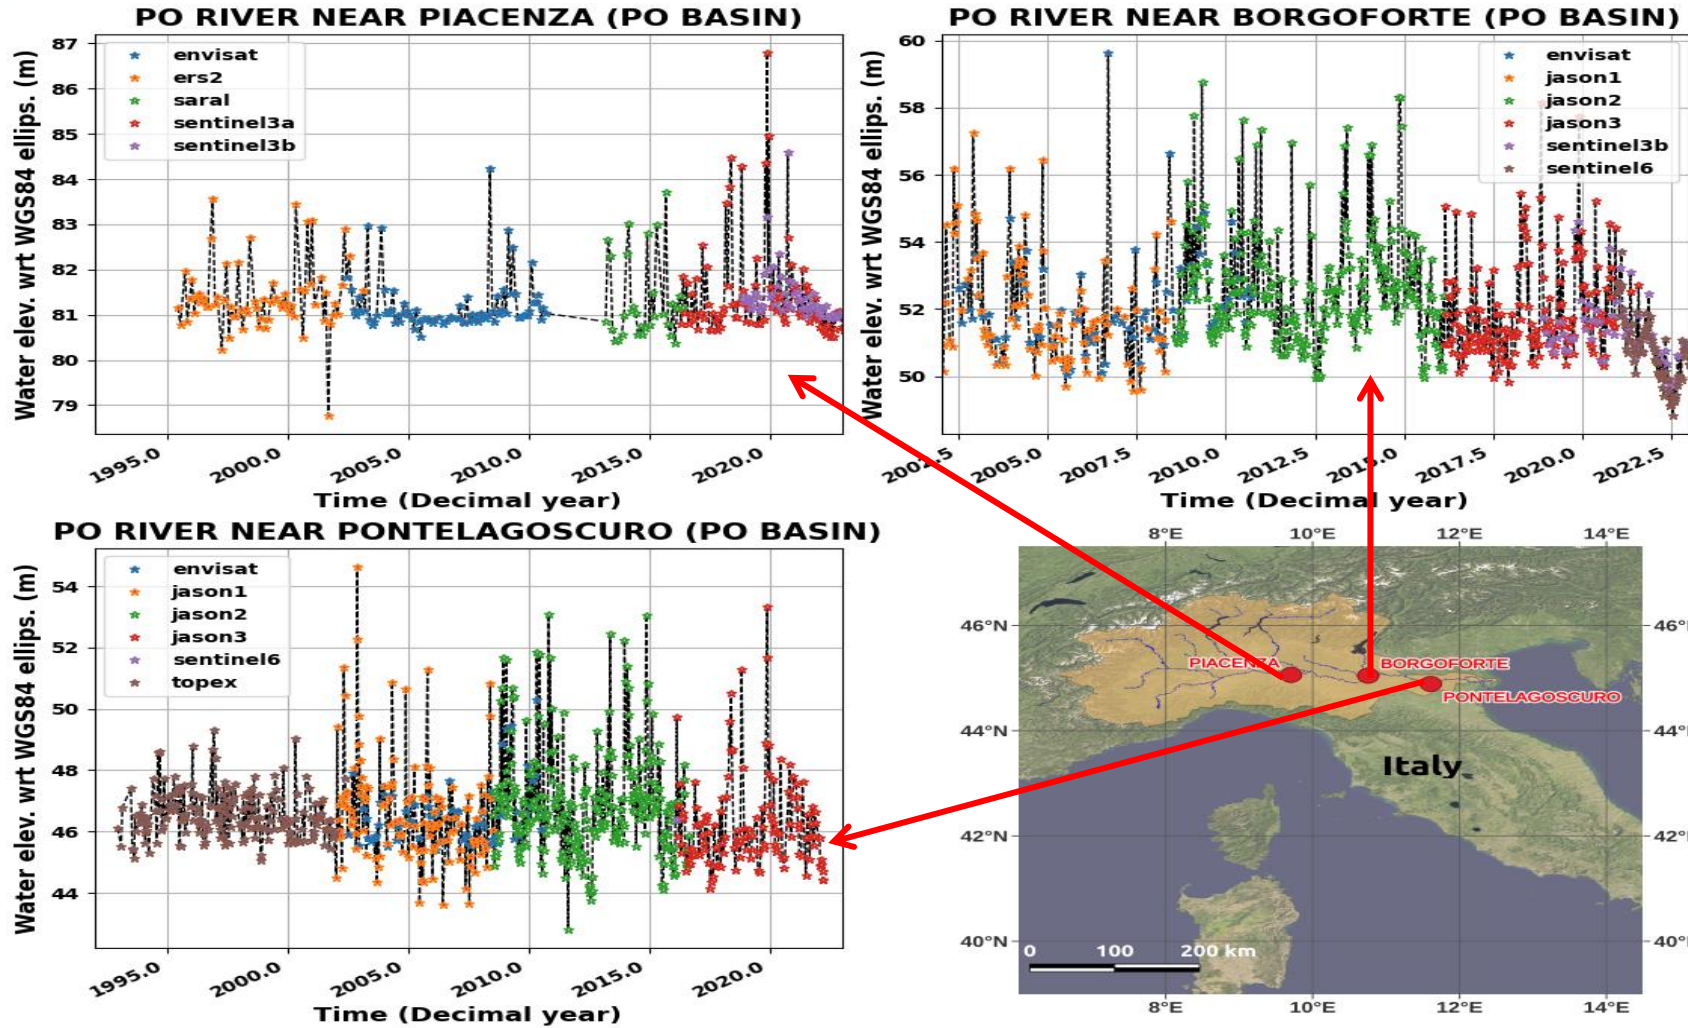 PO RIVER NEAR PIACENZA (PO BASIN)
Water elev. wrt WGS84 ellips. (m)
87
86
85
84
83
82
81
80
79
envisat
ers2
saral
sentinel3a
sentinel3b
1995.0 2000.0 2005.0 2010.0 2015.0 2020.0
Time (Decimal year)
PO RIVER NEAR BORGOFORTE (PO BASIN)
Water elev. wrt WGS84 ellips. (m)
60
58
56
54
52
50
envisat
jason1
jason2
jason3
sentinel3b
sentinel6
2002.5 2005.0 2007.5 2010.0 2012.5 2015.0 2017.5 2020.0 2022.5
Time (Decimal year)
PO RIVER NEAR PONTELAGOSCURO (PO BASIN)
Water elev. wrt WGS84 ellips. (m)
54
52
50
48
46
44
envisat
jason1
jason2
jason3
sentinel6
topex
1995.0 2000.0 2005.0 2010.0 2015.0 2020.0
Time (Decimal year)
8°E 10°E 12°E 14°E
46°N 46°N
PIACENZA BORGOFORTE
PONTELAGOSCURO
44°N 44°N
Italy
42°N 42°N
40°N 40°N
0 100 200 km
8°E 10°E 12°E 14°E